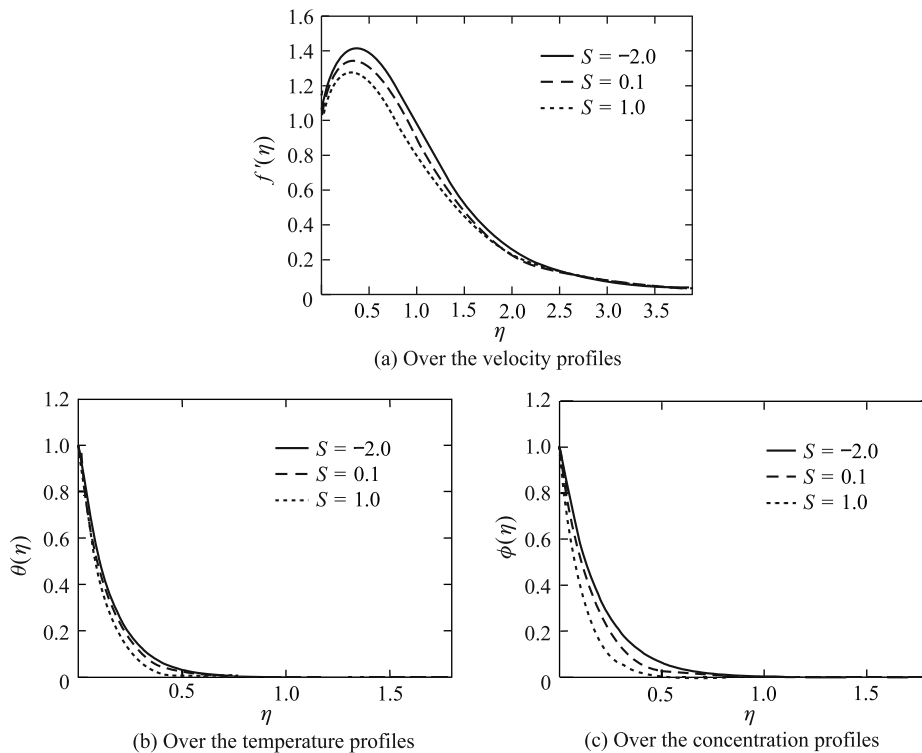 1.6
1.4
1.2
1.0
0.8
0.6
0.4
0.2
0
f′(η)
S = −2.0
S = 0.1
S = 1.0
0.5 1.0 1.5 2.0 2.5 3.0 3.5
η
(a) Over the velocity profiles
1.2
1.0
0.8
0.6
0.4
0.2
0
θ(η)
S = −2.0
S = 0.1
S = 1.0
0.5 1.0 1.5
η
(b) Over the temperature profiles
1.2
1.0
0.8
0.6
0.4
0.2
0
ϕ(η)
S = −2.0
S = 0.1
S = 1.0
0.5 1.0 1.5
η
(c) Over the concentration profiles